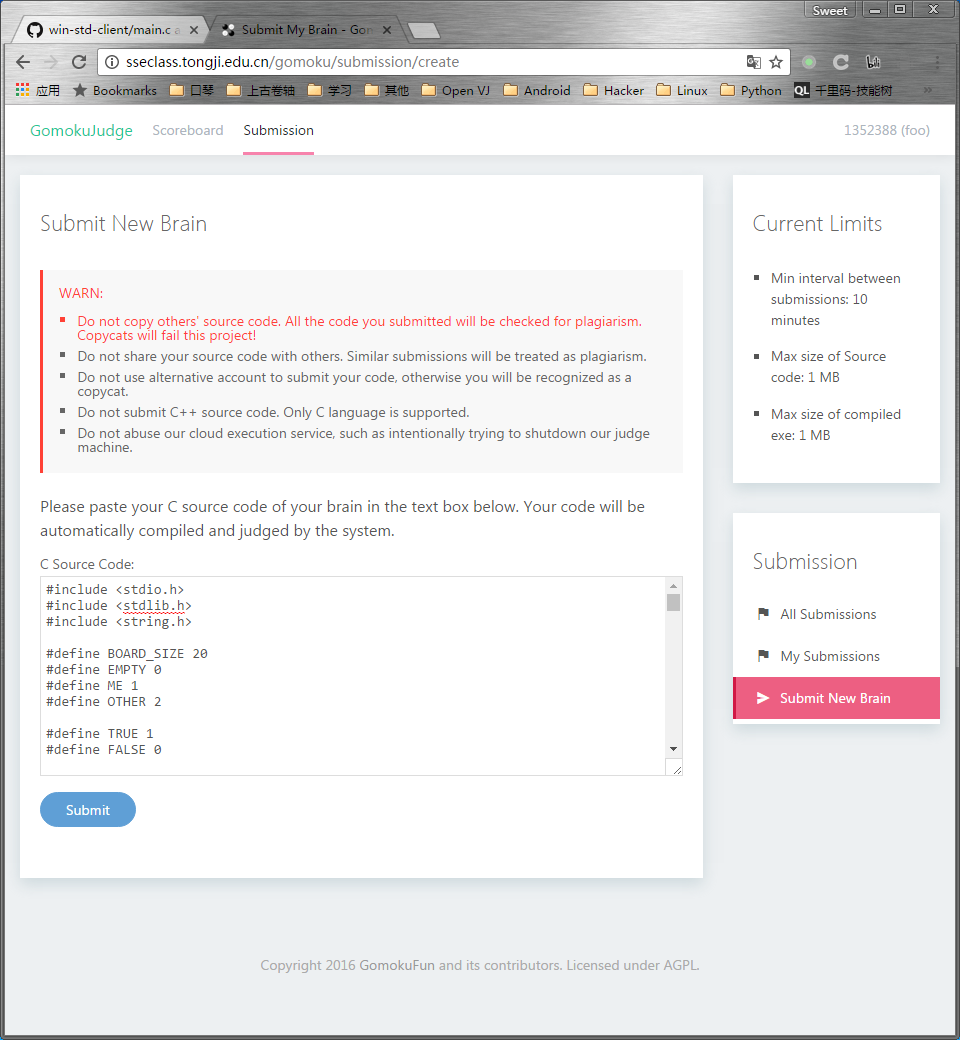 Sweet
win-std-client/main.c a
Submit My Brain - Gom
sseclass.tongji.edu.cn/gomoku/submission/create
应用
Bookmarks
口琴
上古卷轴
学习
其他
Open VJ
Android
Hacker
Linux
Python
QL 千里码-技能树
»
GomokuJudge
Scoreboard
Submission
1352388 (foo)
Submit New Brain
WARN:
Do not copy others' source code. All the code you submitted will be checked for plagiarism.
Copycats will fail this project!
Do not share your source code with others. Similar submissions will be treated as plagiarism.
Do not use alternative account to submit your code, otherwise you will be recognized as a
copycat.
Do not submit C++ source code. Only C language is supported.
Do not abuse our cloud execution service, such as intentionally trying to shutdown our judge
machine.
Please paste your C source code of your brain in the text box below. Your code will be
automatically compiled and judged by the system.
C Source Code:
#include <stdio.h>
#include <stdlib.h>
#include <string.h>
#define BOARD_SIZE 20
#define EMPTY 0
#define ME 1
#define OTHER 2
#define TRUE 1
#define FALSE 0
Submit
Current Limits
Min interval between
submissions: 10
minutes
Max size of Source
code: 1 MB
Max size of compiled
exe: 1 MB
Submission
All Submissions
My Submissions
Submit New Brain
Copyright 2016 GomokuFun and its contributors. Licensed under AGPL.